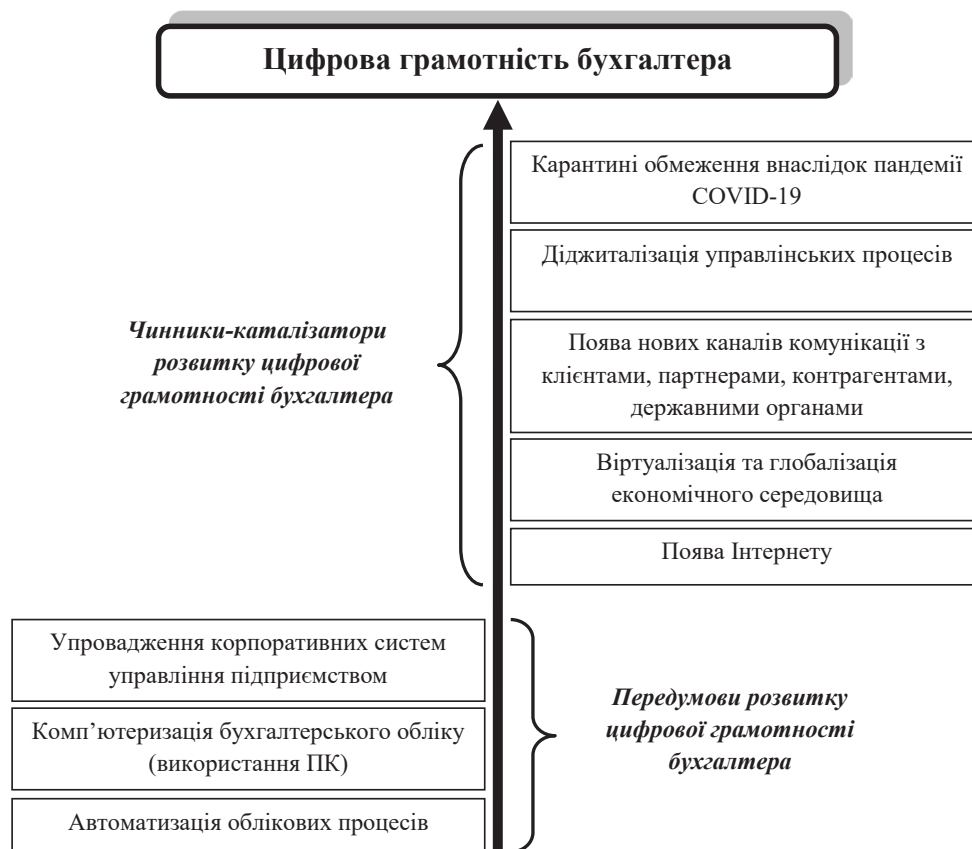 Цифрова грамотність бухгалтера
Карантині обмеження внаслідок пандемії
COVID-19
Діджиталізація управлінських процесів
Чинники-каталізатори
розвитку цифрової
грамотності бухгалтера
Поява нових каналів комунікації з
клієнтами, партнерами, контрагентами,
державними органами
Віртуалізація та глобалізація
економічного середовища
Поява Інтернету
Упровадження корпоративних систем
управління підприємством
Комп’ютеризація бухгалтерського обліку
(використання ПК)
Автоматизація облікових процесів
Передумови розвитку
цифрової грамотності
бухгалтера